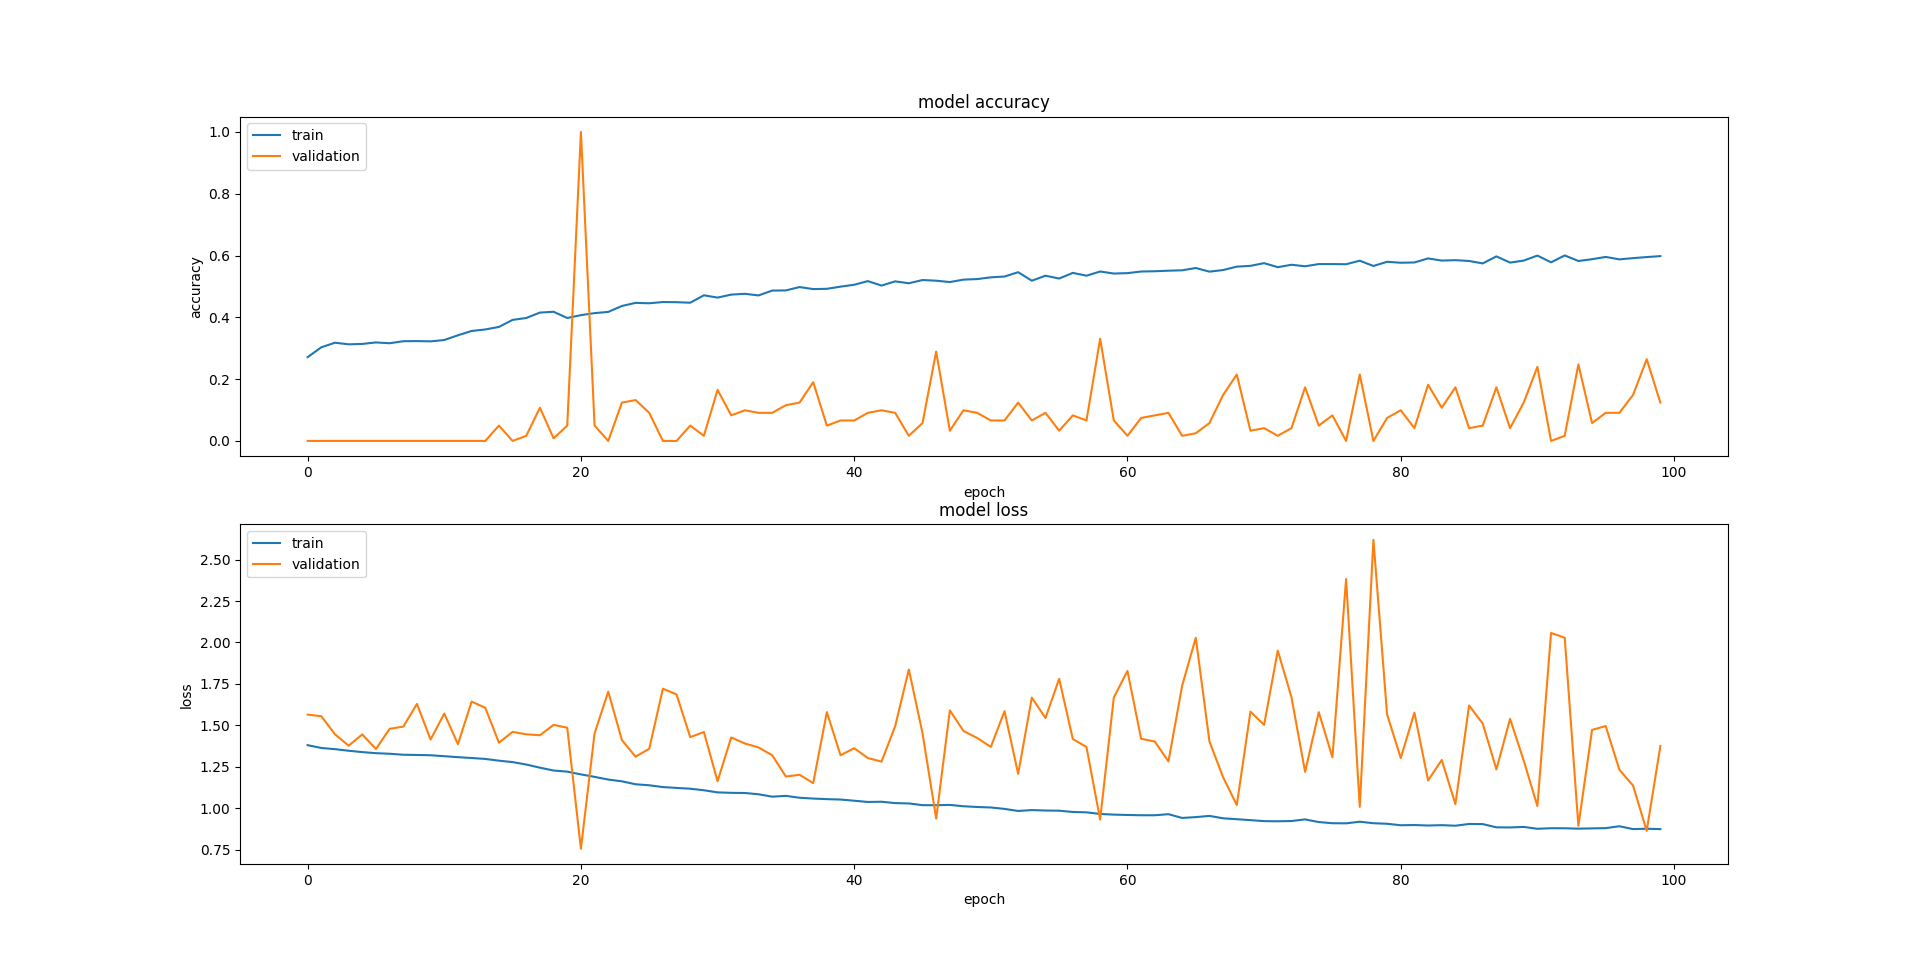 model accuracy
train
validation
1.0
0.8
0.6
0.4
0.2
0.0
accuracy
0 20 40 60 80 100
epoch
model loss
train
validation
2.50
2.25
2.00
1.75
1.50
1.25
1.00
0.75
loss
0 20 40 60 80 100
epoch